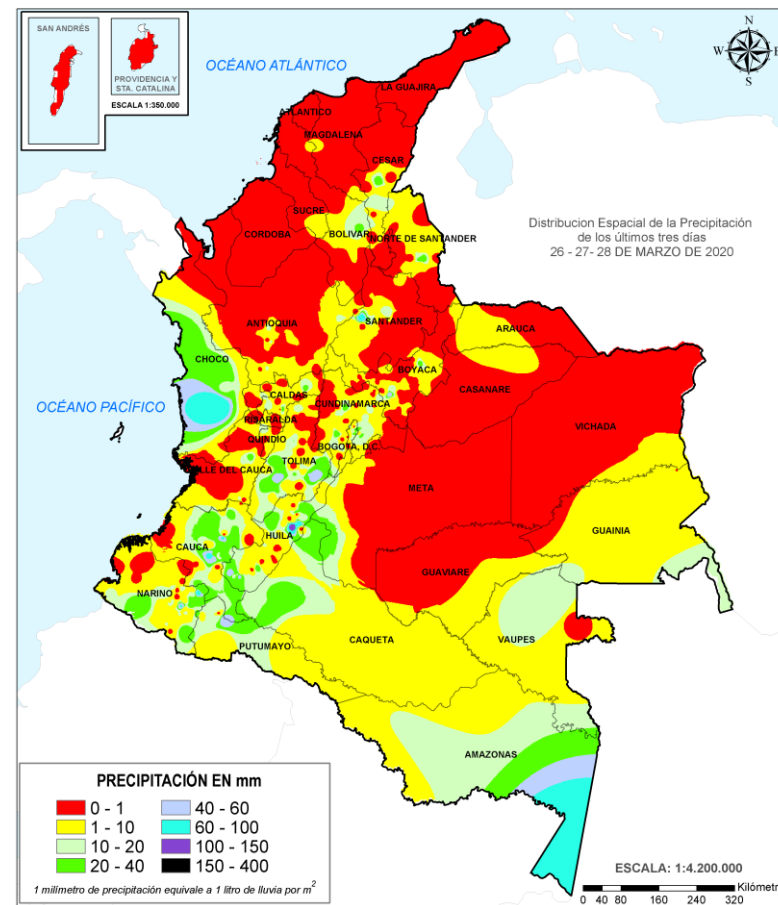 SAN ANDRÉS
PROVIDENCIA Y
STA. CATALINA
ESCALA 1:350.000
OCÉANO ATLÁNTICO
N
W
E
S
LA GUAJIRA
ATLANTICO
MAGDALENA
CESAR
SUCRE
CORDOBA
BOLIVAR
NORTE DE SANTANDER
Distribucion Espacial de la Precipitación
de los últimos tres días
26 - 27- 28 DE MARZO DE 2020
ANTIOQUIA
SANTANDER
ARAUCA
CHOCO
BOYACA
CASANARE
OCÉANO PACÍFICO
CALDAS
CUNDINAMARCA
RISARALDA
VICHADA
QUINDIO
BOGOTA, D.C.
TOLIMA
VALLE DEL CAUCA
META
GUAINIA
HUILA
CAUCA
GUAVIARE
NARINO
CAQUETA
VAUPES
PUTUMAYO
AMAZONAS
PRECIPITACIÓN EN mm
0 - 1
40 - 60
1 - 10
60 - 100
10 - 20
100 - 150
20 - 40
150 - 400
1 milímetro de precipitación equivale a 1 litro de lluvia por m²
ESCALA: 1:4.200.000
Kilómet
0 40 80 160 240 320